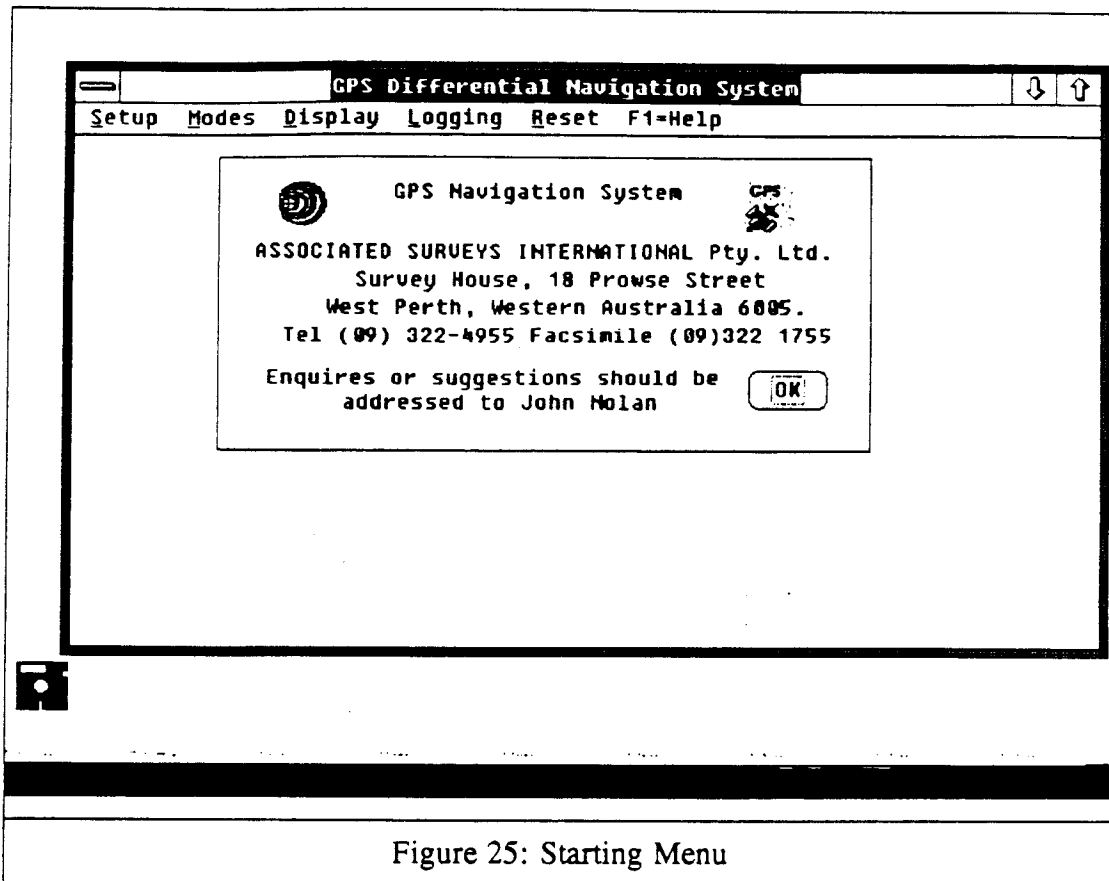 GPS Differential Navigation System
Setup Modes Display Logging Reset F1=Help
GPS Navigation System GPS
ASSOCIATED SURVEYS INTERNATIONAL Pty. Ltd.
Survey House, 18 Prowse Street
West Perth, Western Australia 6005.
Tel (09) 322-4955 Facsimile (09)322 1755
Enquires or suggestions should be
addressed to John Nolan
OK
Figure 25: Starting Menu